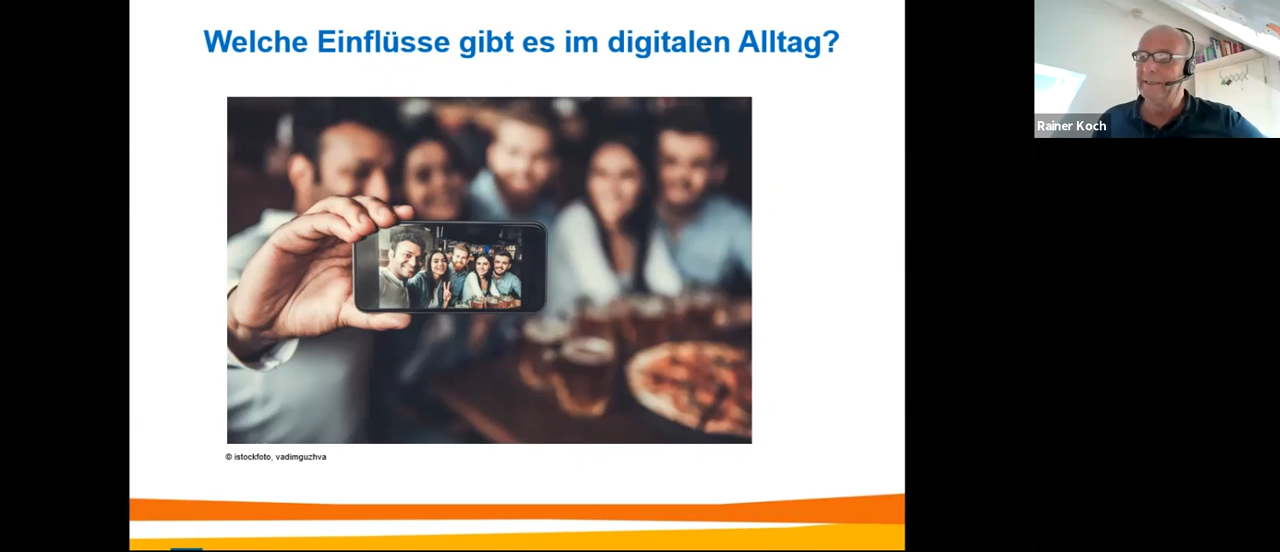 Welche Einflüsse gibt es im digitalen Alltag?
Rainer Koch
© istockfoto, vadimguzhva